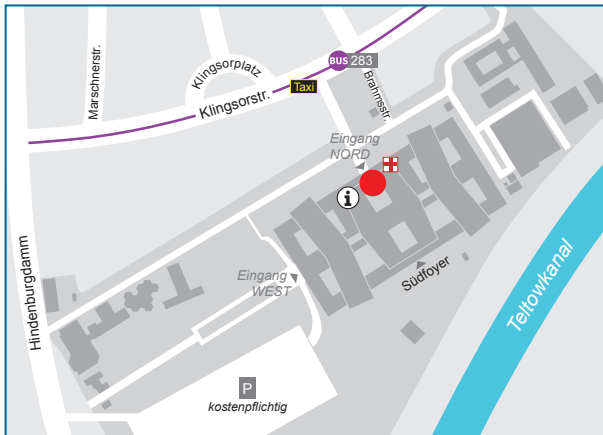 Marschnerstr.
Klingsorplatz
BUS 283
Taxi
Klingsorstr.
Brahmsstr.
Eingang
NORD
i
Eingang
WEST
Südfoyer
Hindenburgdamm
Teltowkanal
P
kostenpflichtig